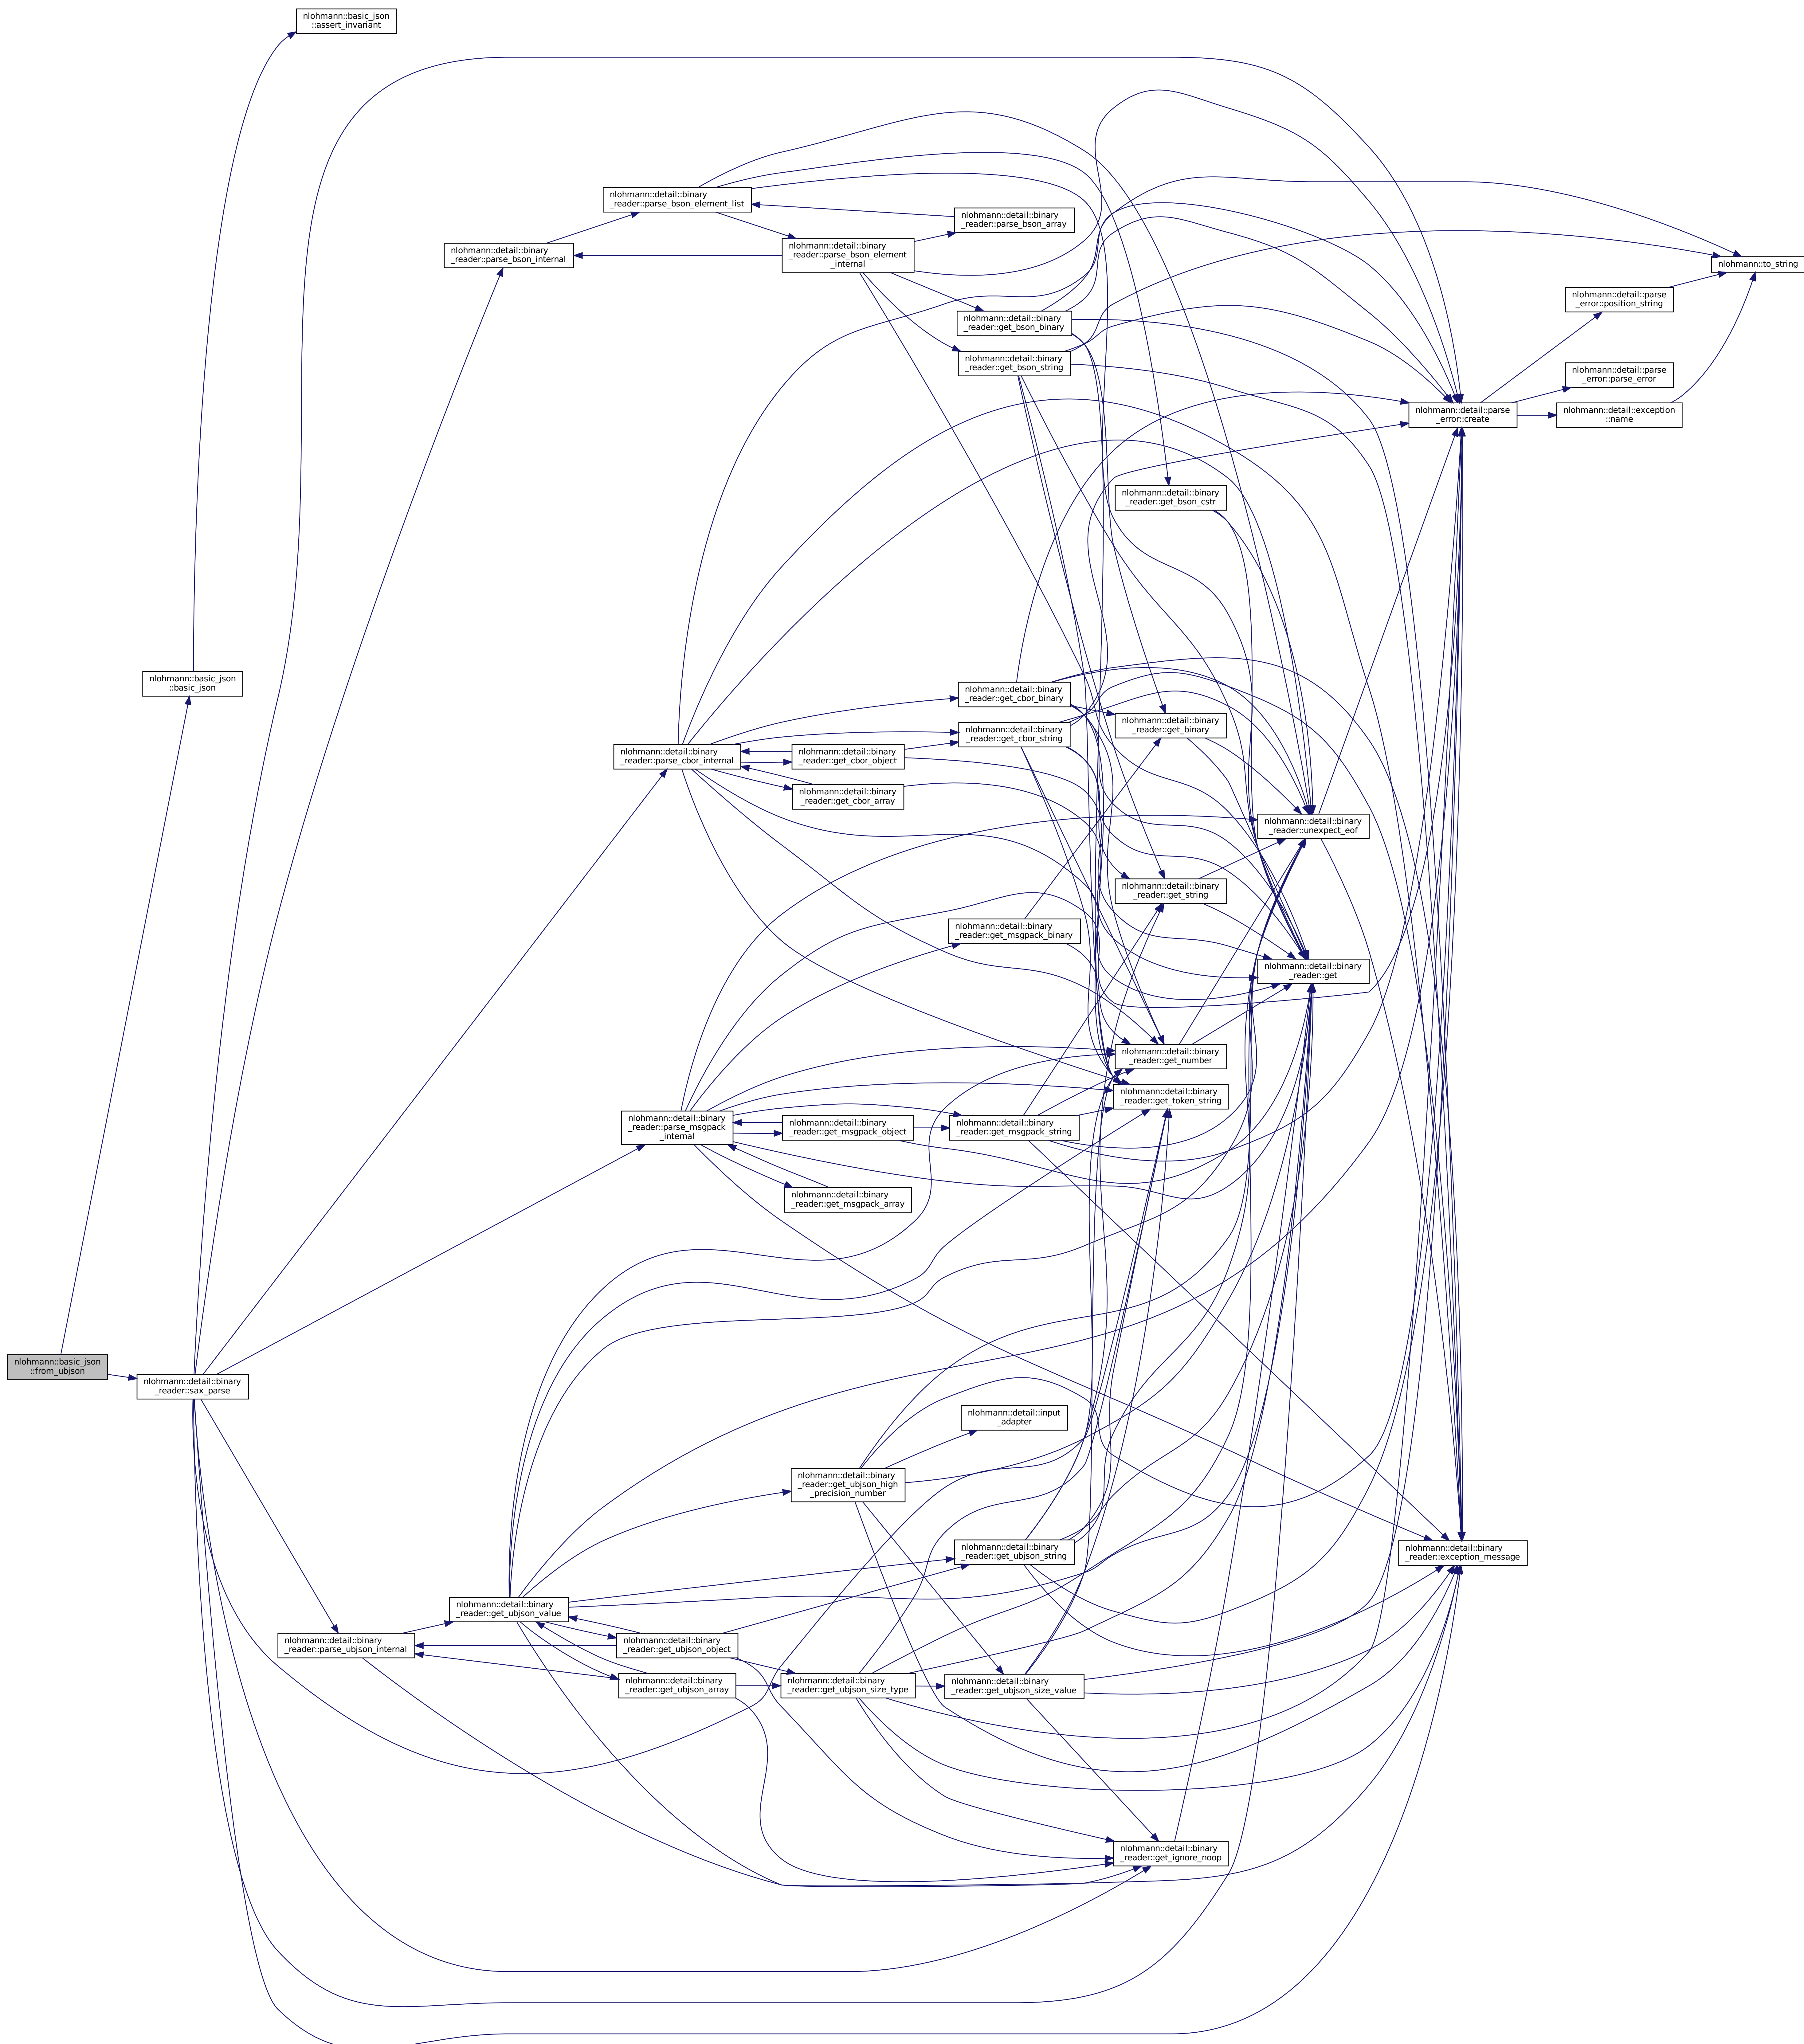 nlohmann::basic_json
::assert_invariant
nlohmann::detail::binary
_reader::parse_bson_element_list
nlohmann::detail::binary
_reader::parse_bson_array
nlohmann::detail::binary
_reader::parse_bson_internal
nlohmann::detail::binary
_reader::parse_bson_element
_internal
nlohmann::to_string
nlohmann::detail::parse
_error::position_string
nlohmann::detail::binary
_reader::get_bson_binary
nlohmann::detail::binary
_reader::get_bson_string
nlohmann::detail::parse
_error::parse_error
nlohmann::detail::parse
_error::create
nlohmann::detail::exception
::name
nlohmann::detail::binary
_reader::get_bson_cstr
nlohmann::basic_json
::basic_json
nlohmann::detail::binary
_reader::get_cbor_binary
nlohmann::detail::binary
_reader::get_binary
nlohmann::detail::binary
_reader::get_cbor_string
nlohmann::detail::binary
_reader::parse_cbor_internal
nlohmann::detail::binary
_reader::get_cbor_object
nlohmann::detail::binary
_reader::get_cbor_array
nlohmann::detail::binary
_reader::unexpect_eof
nlohmann::detail::binary
_reader::get_string
nlohmann::detail::binary
_reader::get_msgpack_binary
nlohmann::detail::binary
_reader::get
nlohmann::detail::binary
_reader::get_number
nlohmann::detail::binary
_reader::get_token_string
nlohmann::detail::binary
_reader::parse_msgpack
_internal
nlohmann::detail::binary
_reader::get_msgpack_object
nlohmann::detail::binary
_reader::get_msgpack_string
nlohmann::detail::binary
_reader::get_msgpack_array
nlohmann::basic_json
::from_ubjson
nlohmann::detail::binary
_reader::sax_parse
nlohmann::detail::input
_adapter
nlohmann::detail::binary
_reader::get_ubjson_high
_precision_number
nlohmann::detail::binary
_reader::get_ubjson_string
nlohmann::detail::binary
_reader::exception_message
nlohmann::detail::binary
_reader::get_ubjson_value
nlohmann::detail::binary
_reader::parse_ubjson_internal
nlohmann::detail::binary
_reader::get_ubjson_object
nlohmann::detail::binary
_reader::get_ubjson_array
nlohmann::detail::binary
_reader::get_ubjson_size_type
nlohmann::detail::binary
_reader::get_ubjson_size_value
nlohmann::detail::binary
_reader::get_ignore_noop